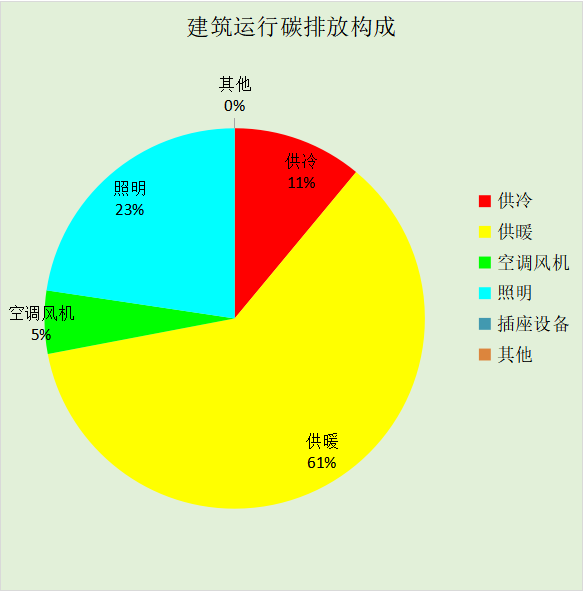 建筑运行碳排放构成
其他
0%
供冷
11%
照明
23%
空调风机
5%
供暖
61%
供冷
供暖
空调风机
照明
插座设备
其他